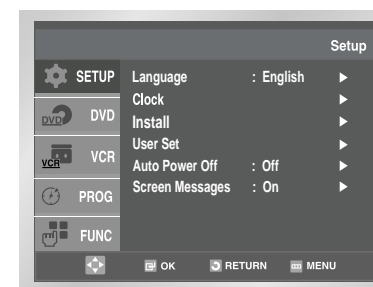 Setup
SETUP
Language : English ►
Clock ►
DVD DVD
Install ►
User Set ►
VCR VCR
Auto Power Off : Off ►
Screen Messages : On ►
PROG
FUNC
OK RETURN MENU